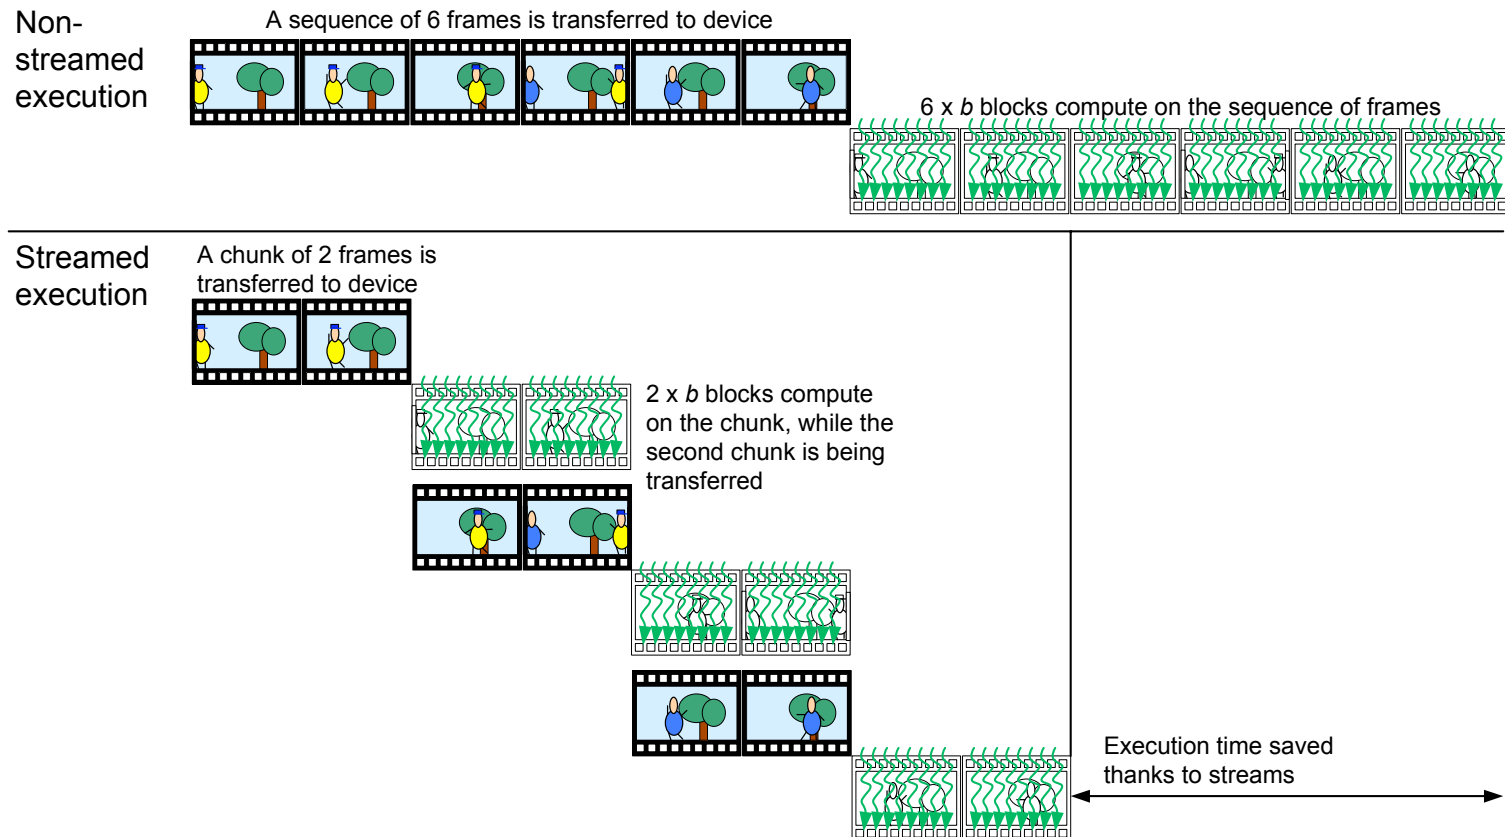 Non-
streamed
execution
A sequence of 6 frames is transferred to device
6 x b blocks compute on the sequence of frames
Streamed
execution
A chunk of 2 frames is
transferred to device
2 x b blocks compute
on the chunk, while the
second chunk is being
transferred
Execution time saved
thanks to streams